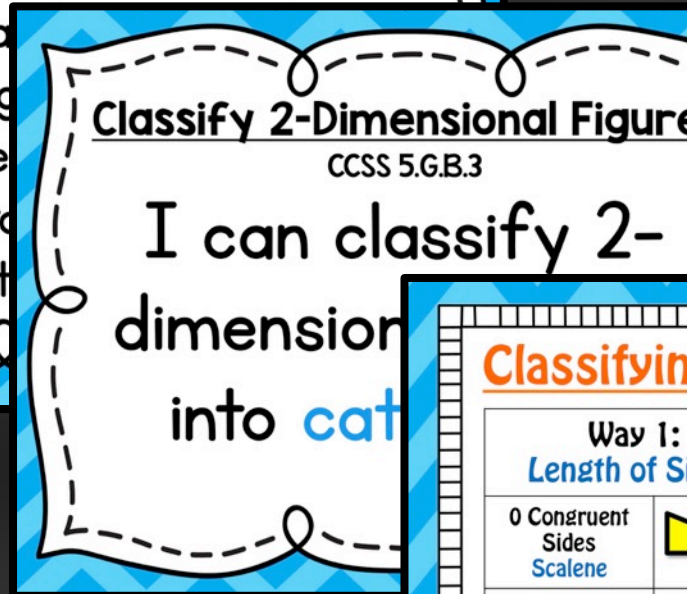 Classify 2-Dimensional Figure
CCSS 5.G.B.3
I can classify 2-
dimension
into cat
Classifyin
Way 1:
Length of Si
0 Congruent
Sides
Scalene